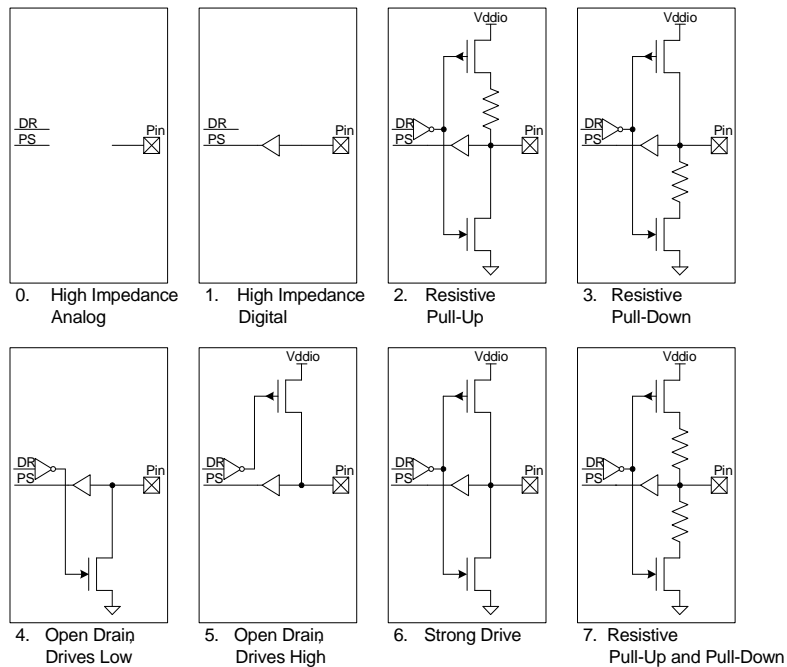 Vddio
Vddio
DR
PS
Pin
DR
PS
Pin
DR
PS
Pin
DR
PS
Pin
0. High Impedance
Analog
1. High Impedance
Digital
2. Resistive
Pull-Up
3. Resistive
Pull-Down
Vddio
Vddio
Vddio
DR
PS
Pin
DR
PS
Pin
DR
PS
Pin
DR
PS
Pin
4. Open Drain,
Drives Low
5. Open Drain,
Drives High
6. Strong Drive
7. Resistive
Pull-Up and Pull-Down